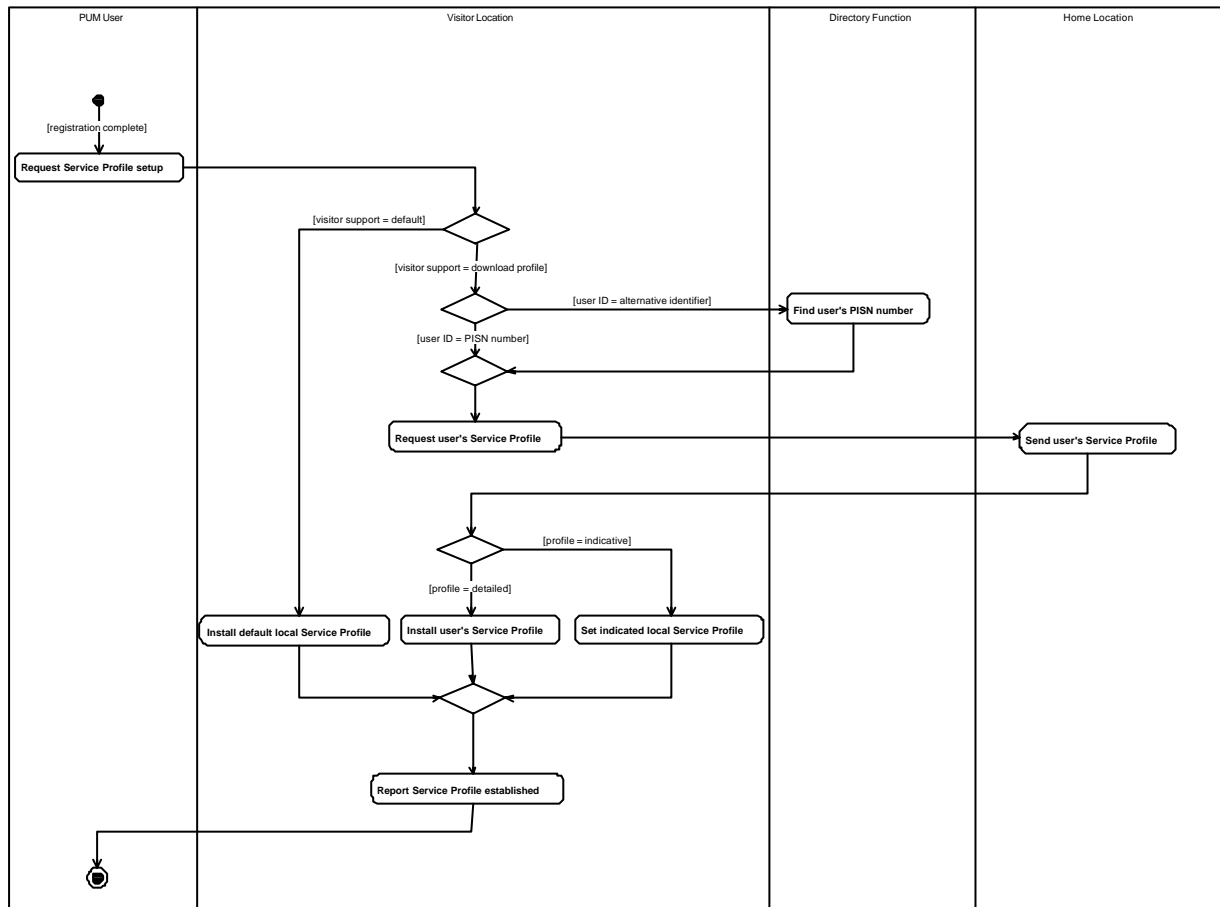 PUM User
Visitor Location
Directory Function
Home Location
[registration complete]
Request Service Profile setup
[visitor support = default]
[visitor support = download profile]
[user ID = alternative identifier]
Find user's PISN number
[user ID = PISN number]
Request user's Service Profile
Send user's Service Profile
[profile = indicative]
[profile = detailed]
Install default local Service Profile
Install user's Service Profile
Set indicated local Service Profile
Report Service Profile established